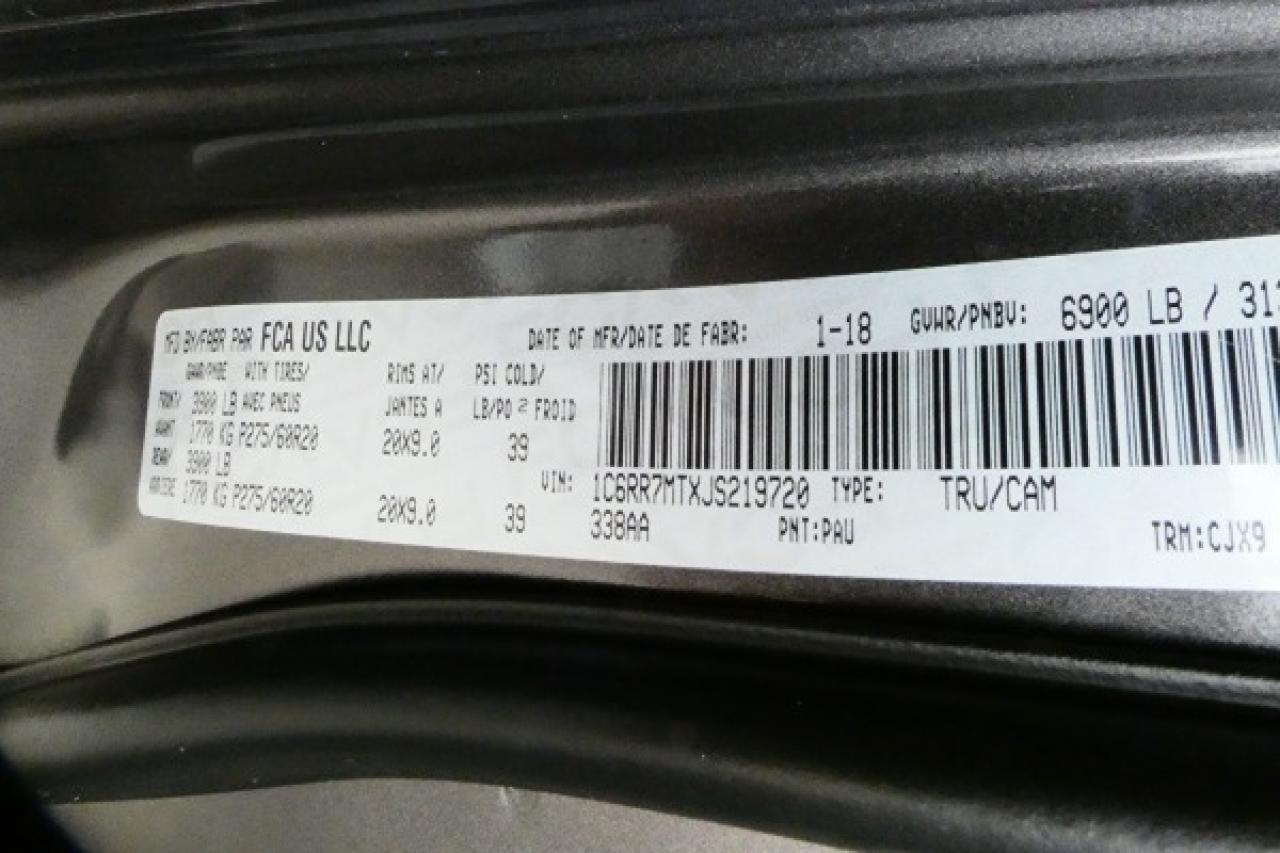 MFD BY/FABR PAR FCA US LLC DATE OF MFR/DATE DE FABR: 1-18 GVWR/PNBV: 6900 LB / 313
GAWR/PNBE WITH TIRES/ RIMS AT/ PSI COLD/
FRONT/ 3900 LB AVEC PNEUS JANTES A LB/PO 2 FROID
AVANT 1770 KG P275/60R20 20X9.0 39
REAR/ 3900 LB
ARRIERE 1770 KG P275/60R20 20X9.0 39
VIN: 1C6RR7MTXJS219720 TYPE: TRU/CAM
338AA PNT:PAU TRM:CJX9